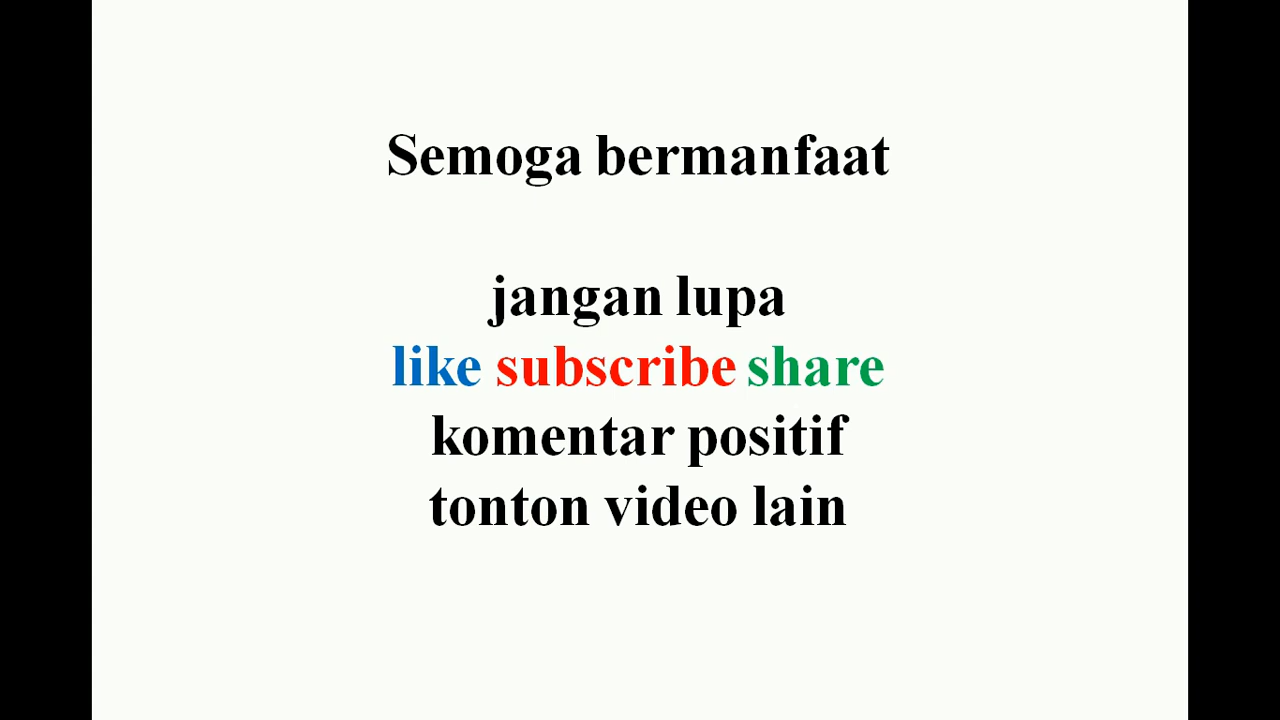 Semoga bermanfaat
jangan lupa
like subscribe share
komentar positif
tonton video lain